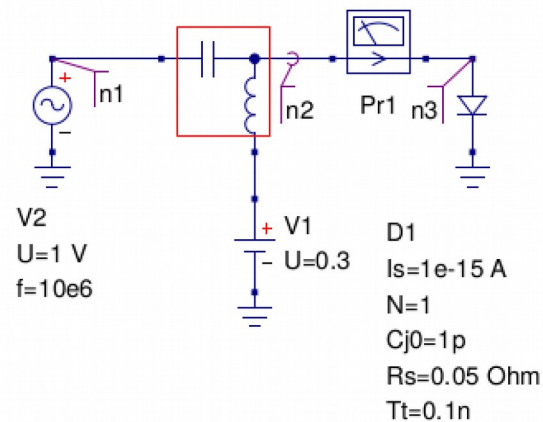 n1
n2
Pr1
n3
V2
U=1 V
f=10e6
V1
U=0.3
D1
Is=1e-15 A
N=1
Cj0=1p
Rs=0.05 Ohm
Tt=0.1n